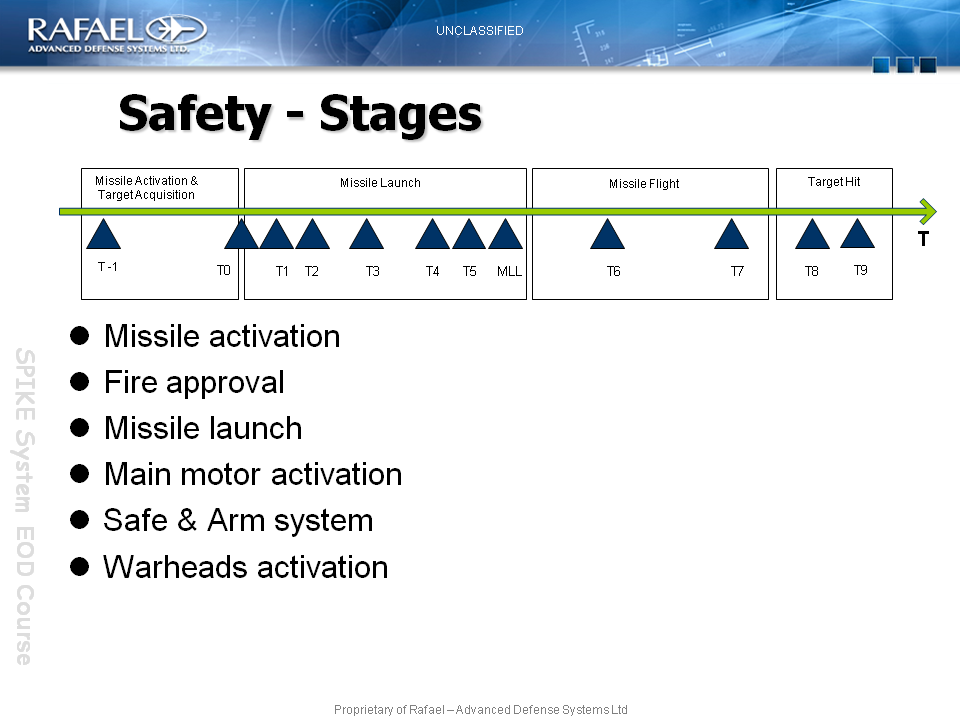 RAFAEL
ADVANCED DEFENSE SYSTEMS LTD.
UNCLASSIFIED
Safety - Stages
Missile Activation &
Target Acquisition
Missile Launch
Missile Flight
Target Hit
T
T -1
T0
T1
T2
T3
T4
T5
MLL
T6
T7
T8
T9
Missile activation
Fire approval
Missile launch
Main motor activation
Safe & Arm system
Warheads activation
SPIKE System EOD Course
Proprietary of Rafael – Advanced Defense Systems Ltd